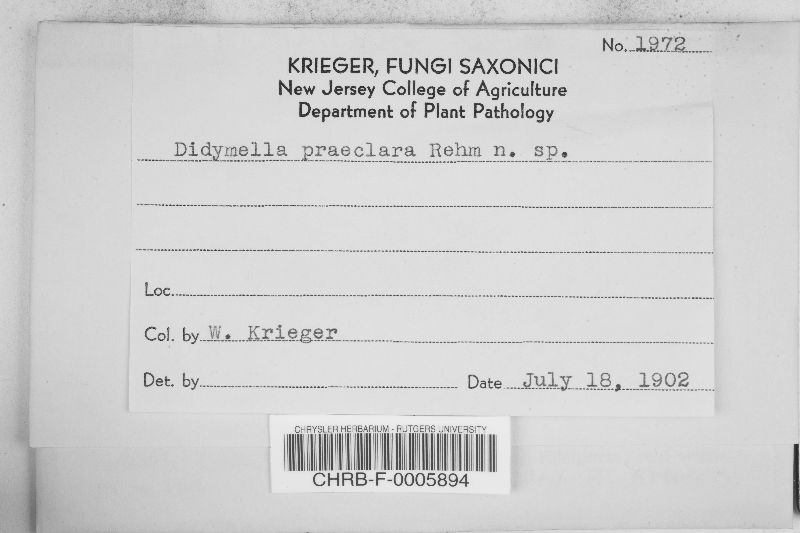 No. 1972
KRIEGER, FUNGI SAXONICI
New Jersey College of Agriculture
Department of Plant Pathology
Didymella praeclara Rehm n. sp.
Loc.
Col. by W. Krieger
Det. by
Date July 18, 1902
CHRYSLER HERBARIUM - RUTGERS UNIVERSITY
CHRB-F-0005894